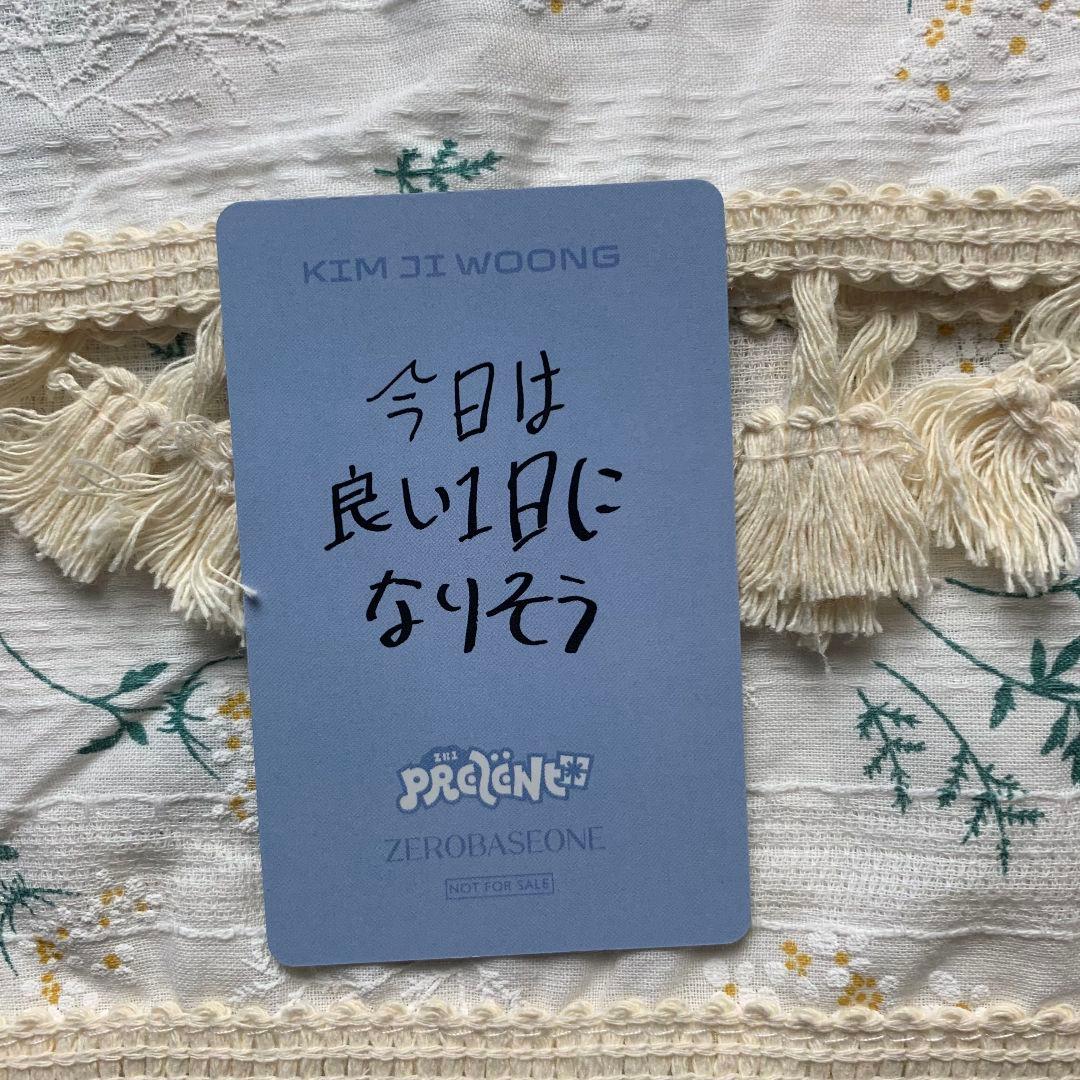 KIM JI WOONG
今日は
良い1日に
なりそう
PREZENT
ZEROBASEONE
NOT FOR SALE